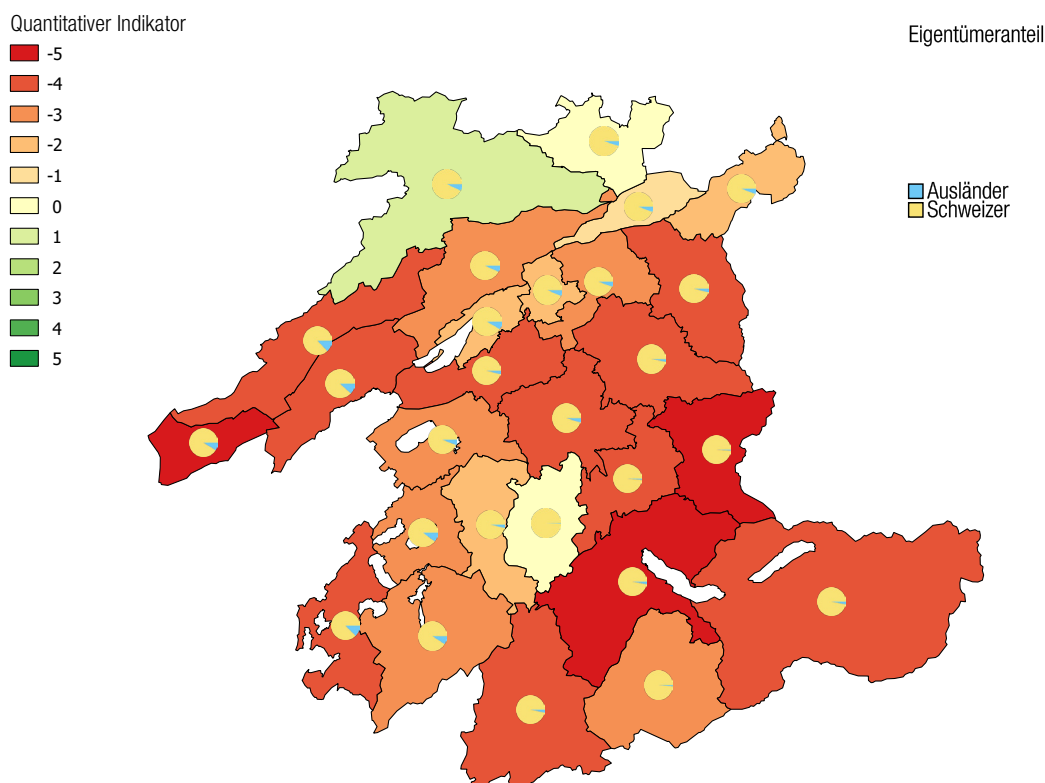 Quantitativer Indikator
-5
-4
-3
-2
-1
0
1
2
3
4
5
Eigentümeranteil
Ausländer
Schweizer